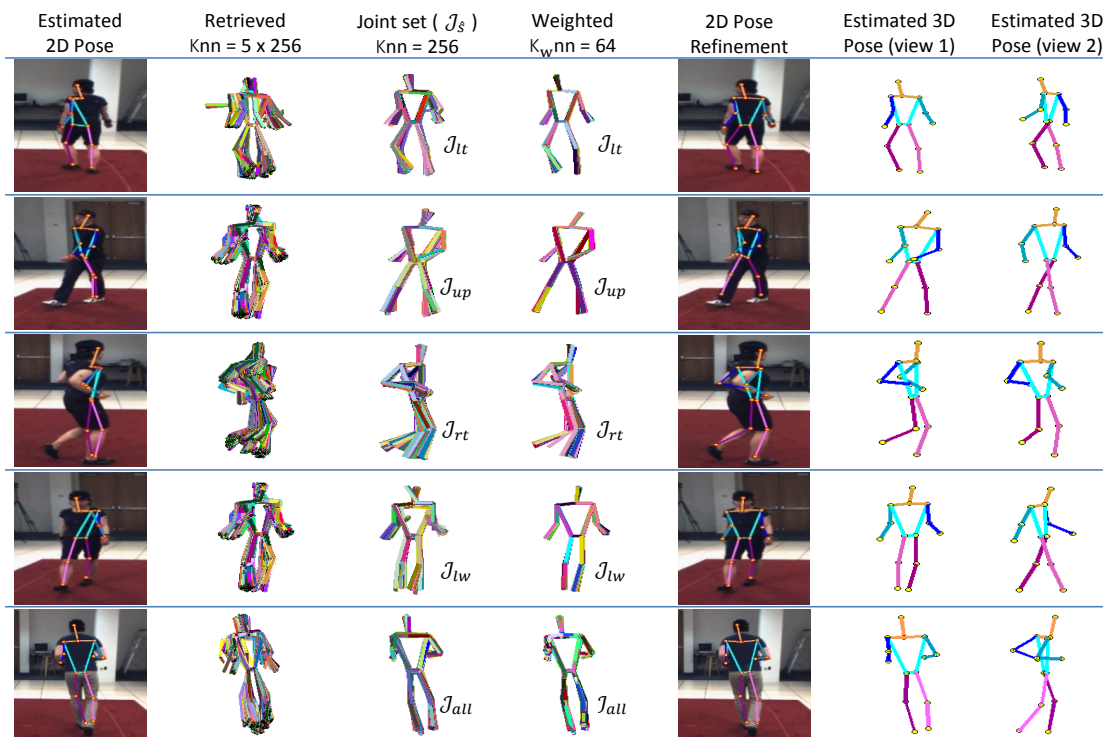 Estimated
2D Pose
Retrieved
Knn = 5 x 256
Joint set ( 𝒥ŝ )
Knn = 256
Weighted
Kwnn = 64
2D Pose
Refinement
Estimated 3D
Pose (view 1)
Estimated 3D
Pose (view 2)
𝒥lt
𝒥lt
𝒥up
𝒥up
𝒥rt
𝒥rt
𝒥lw
𝒥lw
𝒥all
𝒥all